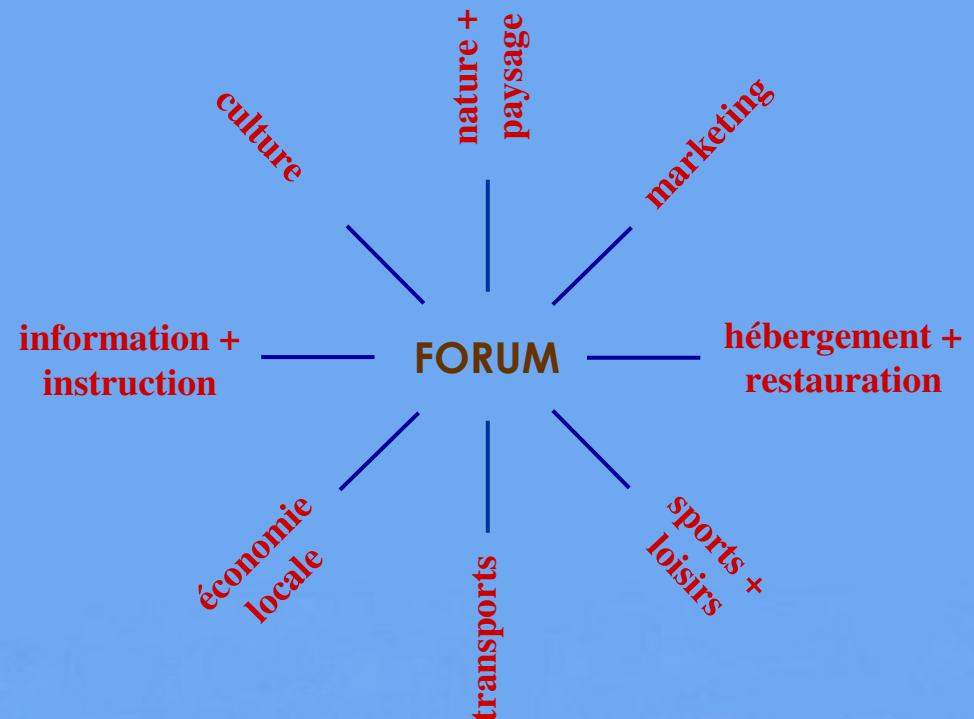 nature +
paysage
culture
marketing
information +
instruction
FORUM
hébergement +
restauration
économie
locale
transports
sports +
loisirs